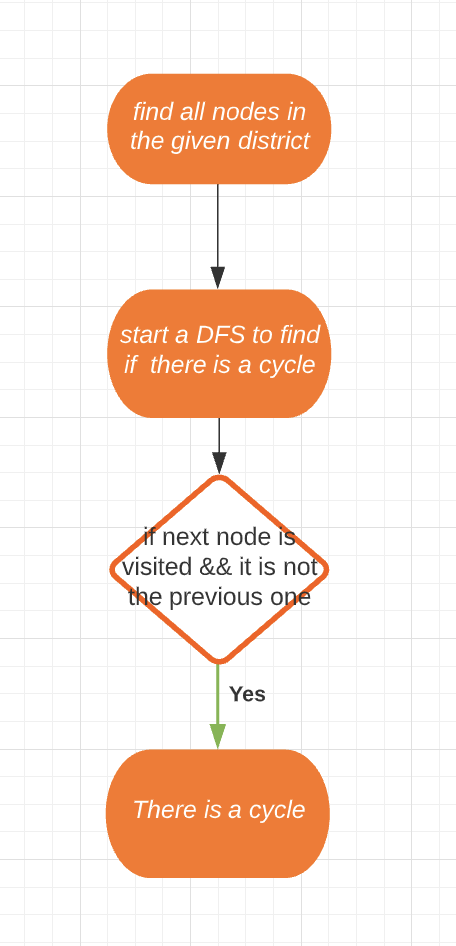 find all nodes in
the given district
start a DFS to find
if  there is a cycle
if next node is
visited && it is not
the previous one
Yes
There is a cycle